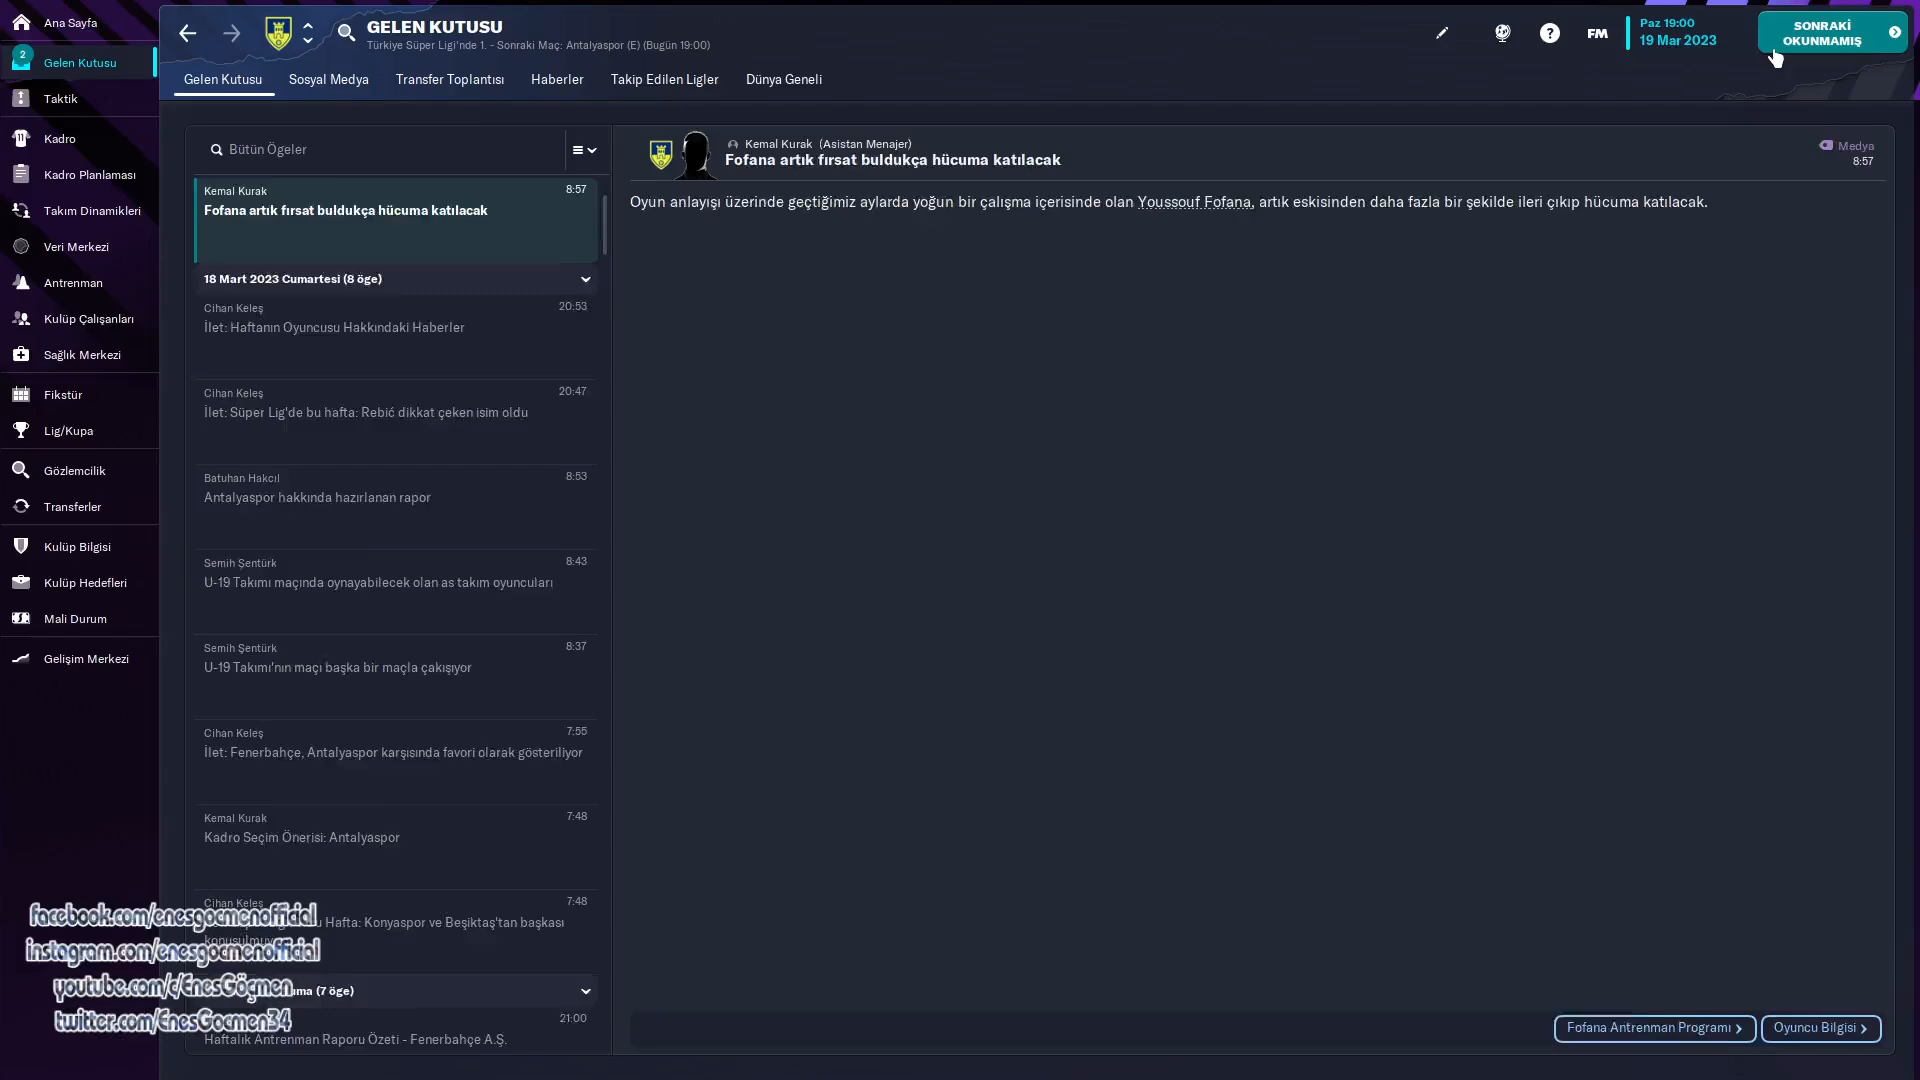 Ana Sayfa
2
Gelen Kutusu
Taktik
Kadro
Kadro Planlaması
Takım Dinamikleri
Veri Merkezi
Antrenman
Kulüp Çalışanları
Sağlık Merkezi
Fikstür
Lig/Kupa
Gözlemcilik
Transferler
Kulüp Bilgisi
Kulüp Hedefleri
Mali Durum
Gelişim Merkezi
GELEN KUTUSU
Türkiye Süper Ligi'nde 1. - Sonraki Maç: Antalyaspor (E) (Bugün 19:00)
FM
Paz 19:00
19 Mar 2023
SONRAKİ
OKUNMAMIŞ
Gelen Kutusu Sosyal Medya Transfer Toplantısı Haberler Takip Edilen Ligler Dünya Geneli
Bütün Ögeler
Kemal Kurak 8:57
Fofana artık fırsat buldukça hücuma katılacak
18 Mart 2023 Cumartesi (8 öge)
Cihan Keleş 20:53
İlet: Haftanın Oyuncusu Hakkındaki Haberler
Cihan Keleş 20:47
İlet: Süper Lig'de bu hafta: Rebić dikkat çeken isim oldu
Batuhan Hakcıl 8:53
Antalyaspor hakkında hazırlanan rapor
Semih Şentürk 8:43
U-19 Takımı maçında oynayabilecek olan as takım oyuncuları
Semih Şentürk 8:37
U-19 Takımı'nın maçı başka bir maçla çakışıyor
Cihan Keleş 7:55
İlet: Fenerbahçe, Antalyaspor karşısında favori olarak gösteriliyor
Kemal Kurak 7:48
Kadro Seçim Önerisi: Antalyaspor
Cihan Keleş 7:48
Hafta: Konyaspor ve Beşiktaş'tan başkası
(7 öge)
21:00
Haftalık Antrenman Raporu Özeti - Fenerbahçe A.Ş.
Kemal Kurak (Asistan Menajer)
Fofana artık fırsat buldukça hücuma katılacak
Medya
8:57
Oyun anlayışı üzerinde geçtiğimiz aylarda yoğun bir çalışma içerisinde olan Youssouf Fofana, artık eskisinden daha fazla bir şekilde ileri çıkıp hücuma katılacak.
Fofana Antrenman Programı
Oyuncu Bilgisi
facebook.com/enesgocmenofficial
instagram.com/enesgocmenofficial
youtube.com/c/EnesGöçmen
twitter.com/EnesGocmen34